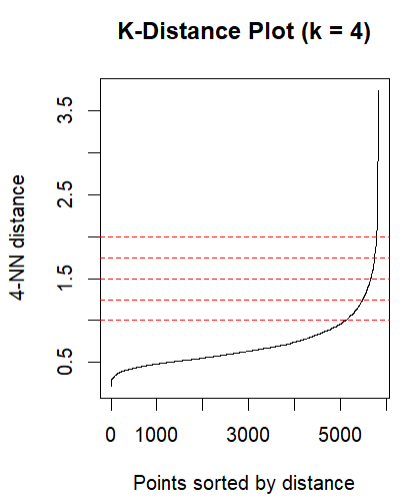 K-Distance Plot (k = 4)
3.5
2.5
1.5
0.5
4-NN distance
0 1000 3000 5000
Points sorted by distance